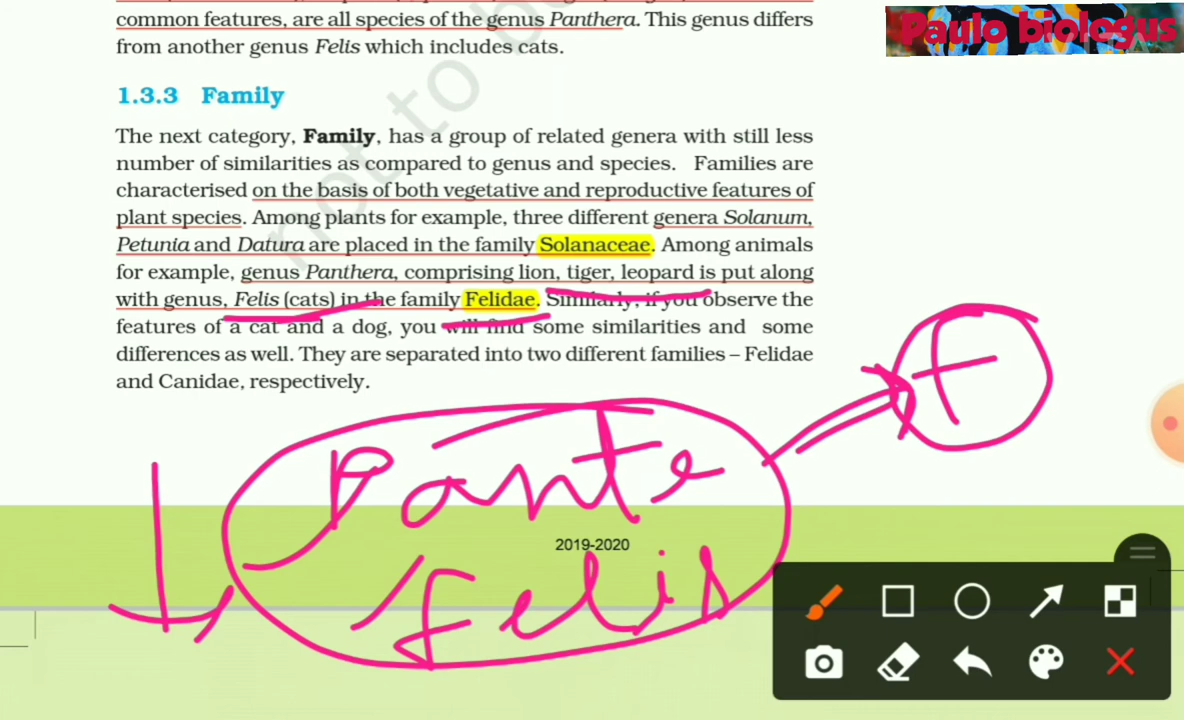 common features, are all species of the genus Panthera. This genus differs
from another genus Felis which includes cats.
Paulo biologus
1.3.3 Family
The next category, Family, has a group of related genera with still less
number of similarities as compared to genus and species. Families are
characterised on the basis of both vegetative and reproductive features of
plant species. Among plants for example, three different genera Solanum,
Petunia and Datura are placed in the family Solanaceae. Among animals
for example, genus Panthera, comprising lion, tiger, leopard is put along
with genus, Felis (cats) in the family Felidae. Similarly, if you observe the
features of a cat and a dog, you will find some similarities and some
differences as well. They are separated into two different families – Felidae
and Canidae, respectively.
F
Pante
2019-2020
Felis